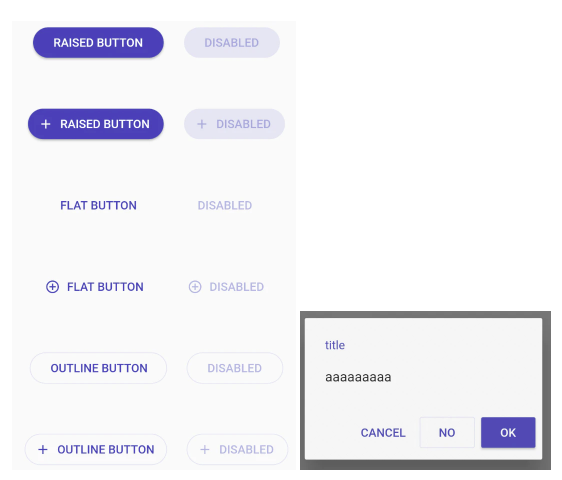 RAISED BUTTON DISABLED
+ RAISED BUTTON + DISABLED
FLAT BUTTON DISABLED
FLAT BUTTON DISABLED
OUTLINE BUTTON DISABLED
+ OUTLINE BUTTON + DISABLED
title
aaaaaaaaa
CANCEL NO OK